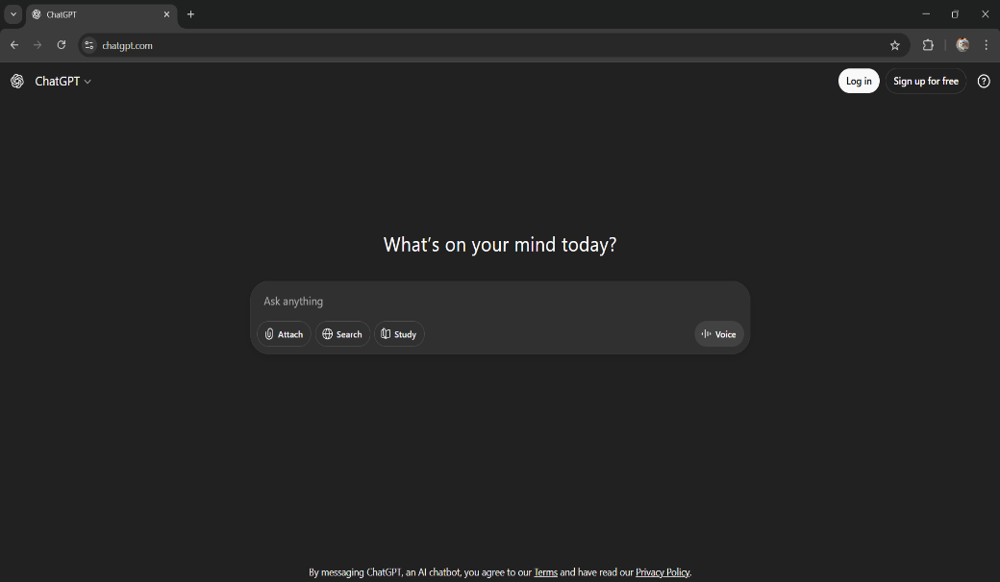 ChatGPT
chatgpt.com
ChatGPT
Log in
Sign up for free
What's on your mind today?
Ask anything
Attach
Search
Study
Voice
By messaging ChatGPT, an AI chatbot, you agree to our Terms and have read our Privacy Policy.